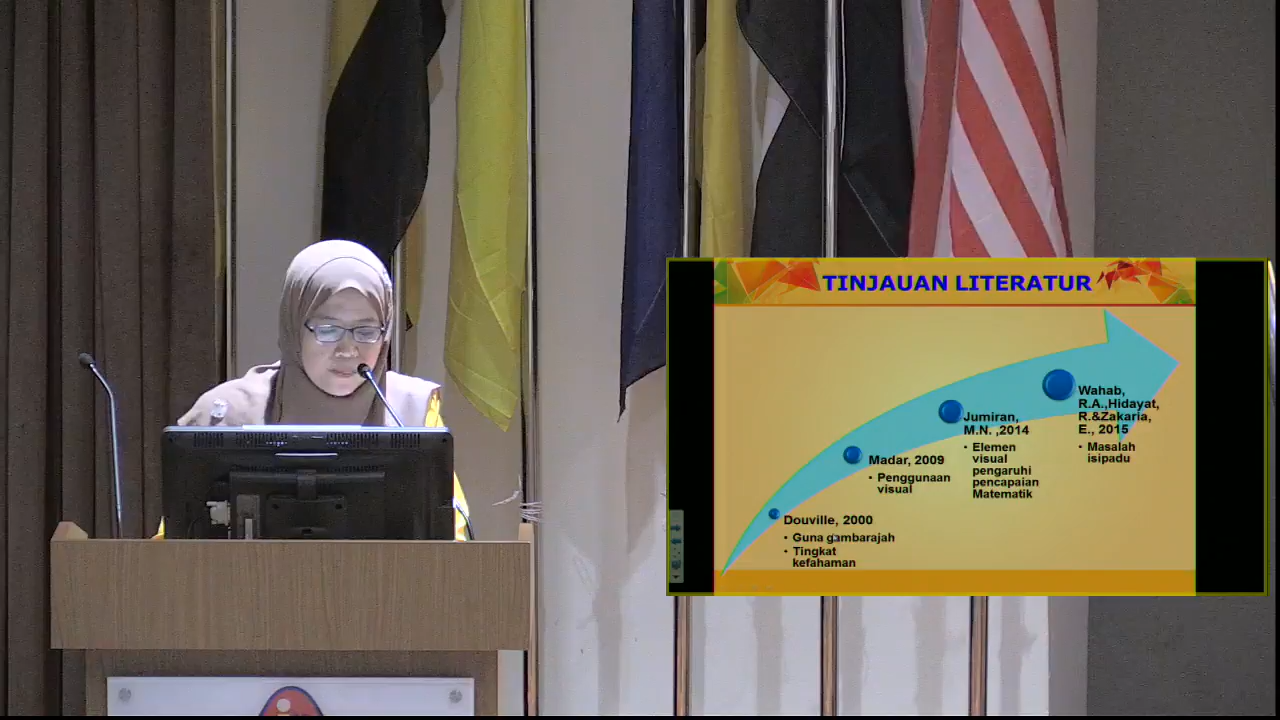 TINJAUAN LITERATUR
Wahab,
R.A.,Hidayat,
R.&Zakaria,
E., 2015
• Masalah
isipadu
Jumiran,
M.N. ,2014
• Elemen
visual
pengaruhi
pencapaian
Matematik
Madar, 2009
• Penggunaan
visual
Douville, 2000
• Guna gambarajah
• Tingkat
kefahaman